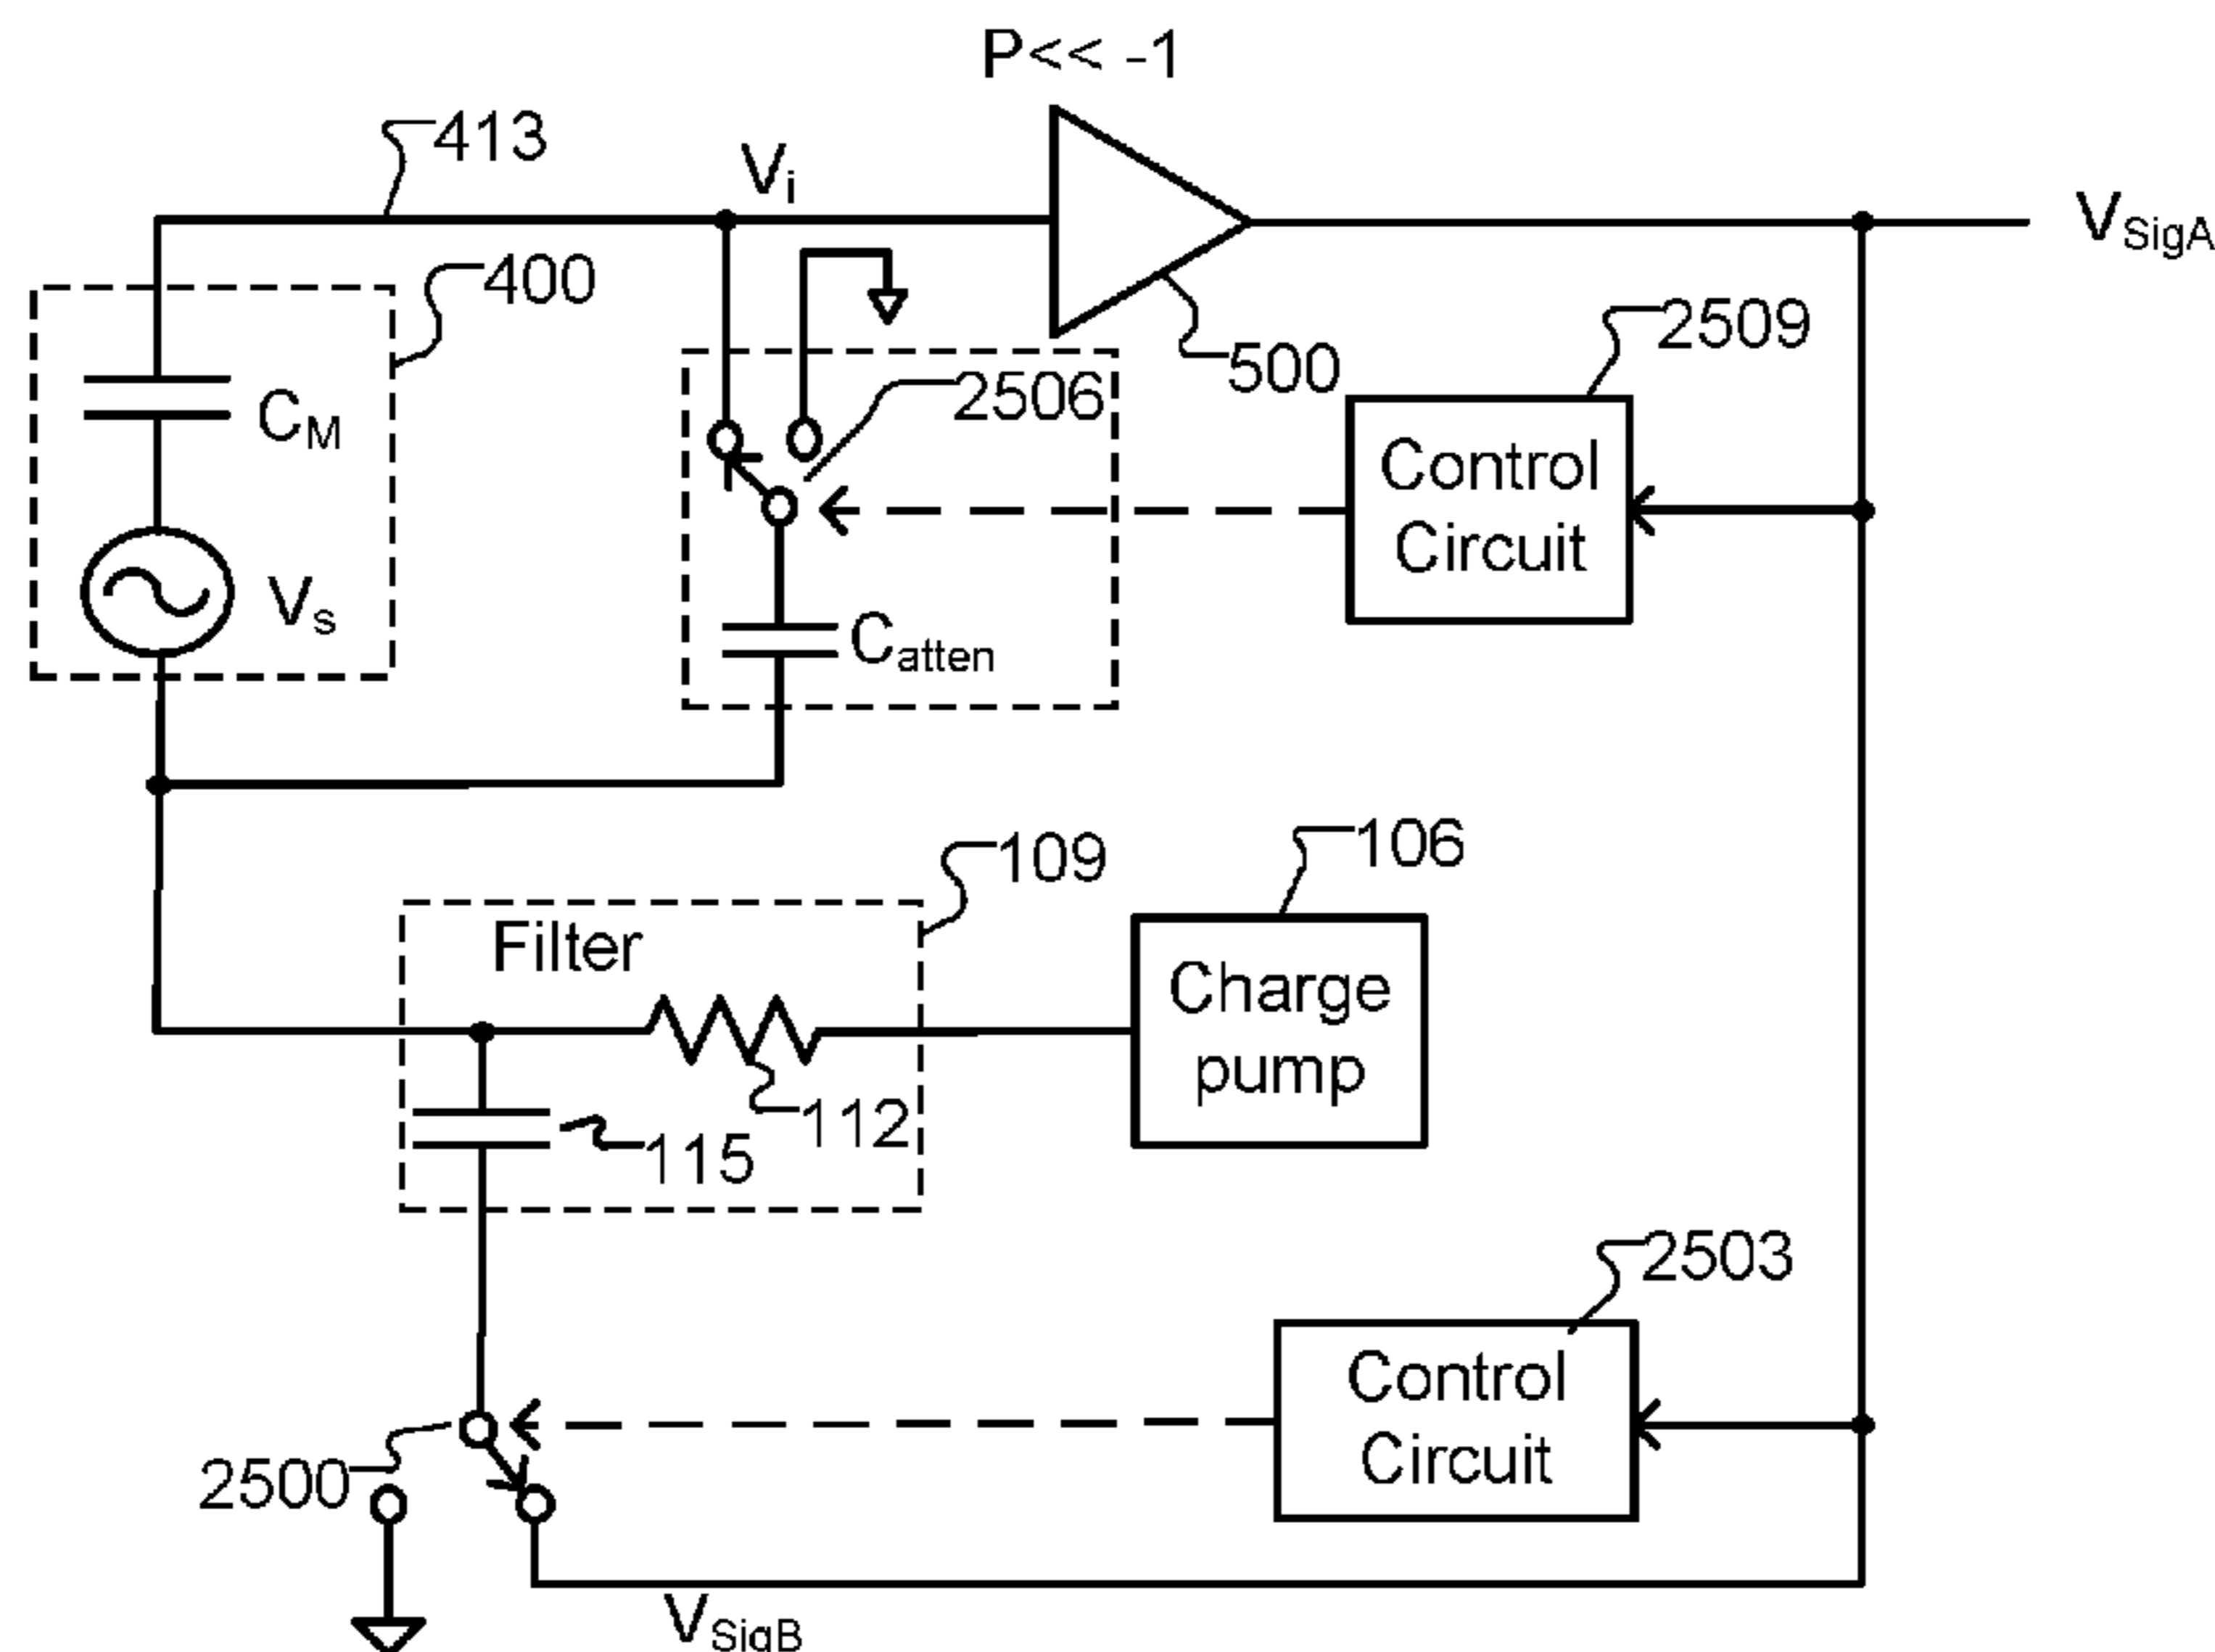 P<< -1
413
Vi
VSigA
400
2509
500
2506
CM
Control
Circuit
Vs
Catten
109
106
Filter
Charge
pump
112
115
2503
Control
Circuit
2500
VSigB